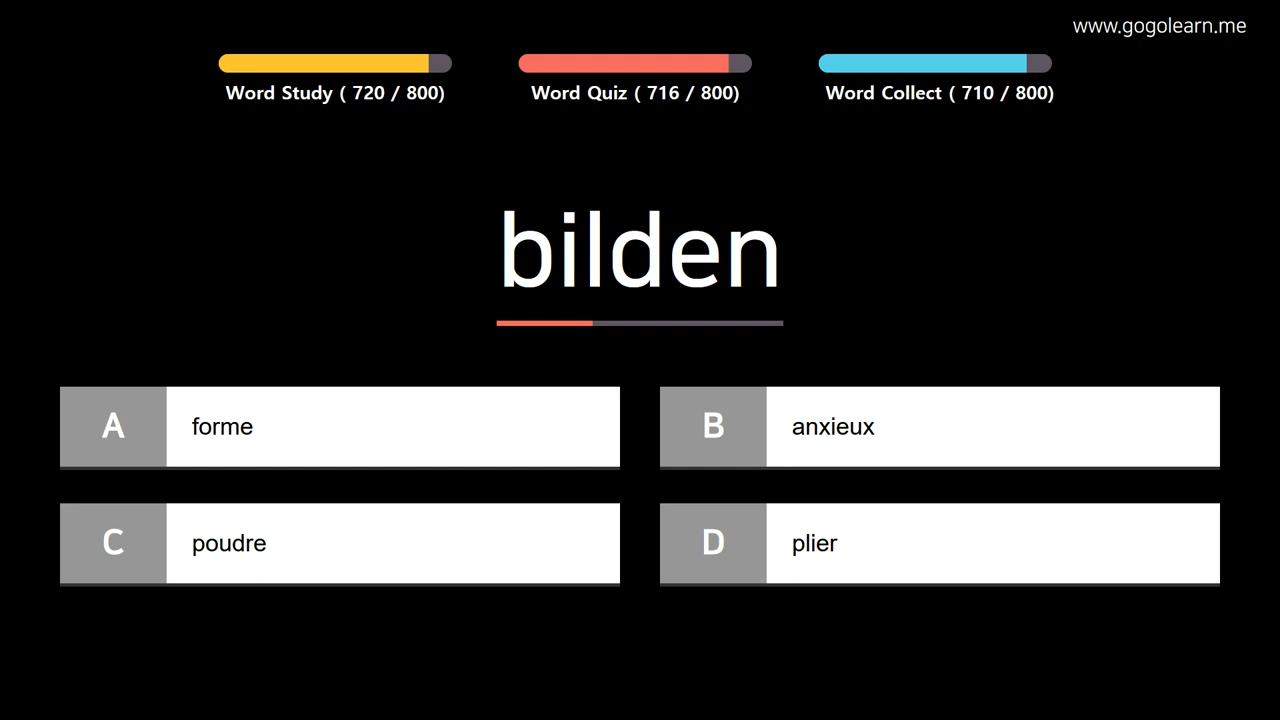 www.gogolearn.me
Word Study ( 720 / 800)
Word Quiz ( 716 / 800)
Word Collect ( 710 / 800)
bilden
A forme
B anxieux
C poudre
D plier